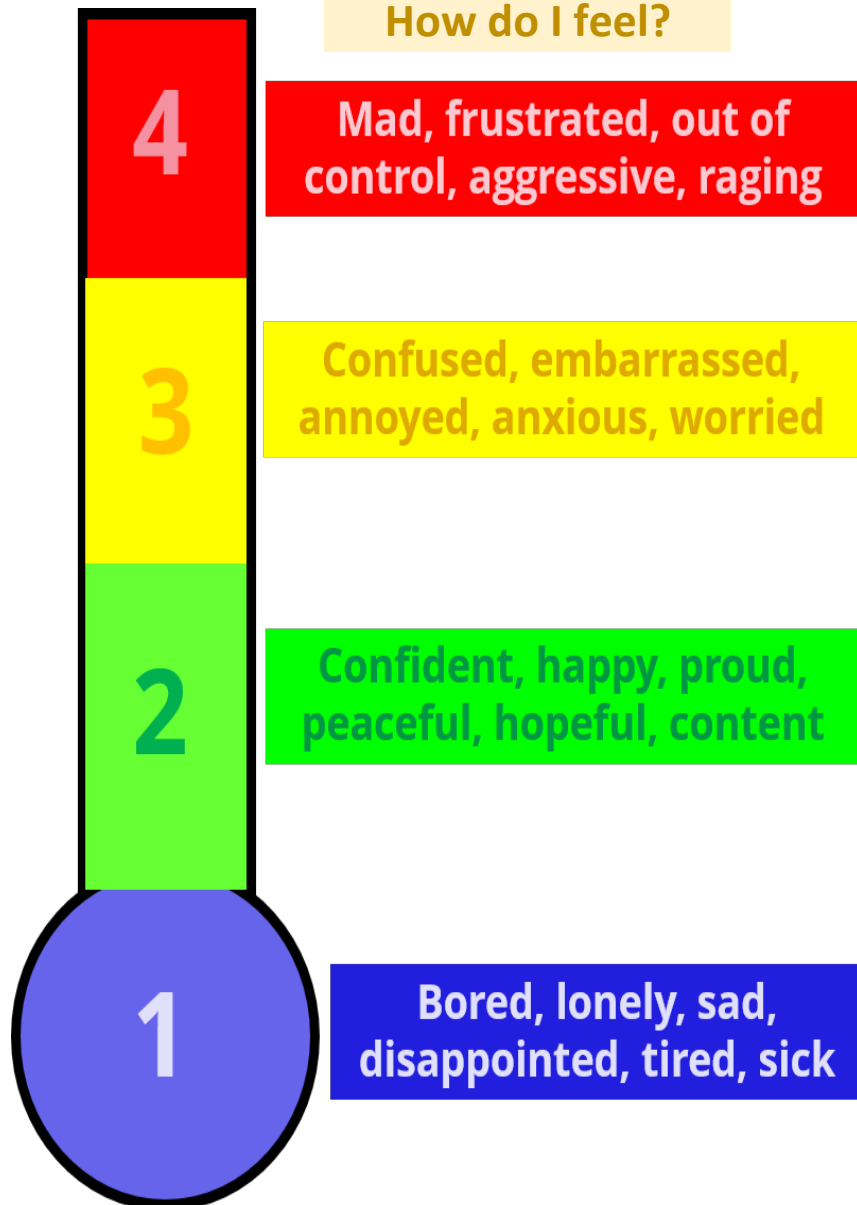 How do I feel?
4
Mad, frustrated, out of
control, aggressive, raging
3
Confused, embarrassed,
annoyed, anxious, worried
2
Confident, happy, proud,
peaceful, hopeful, content
1
Bored, lonely, sad,
disappointed, tired, sick